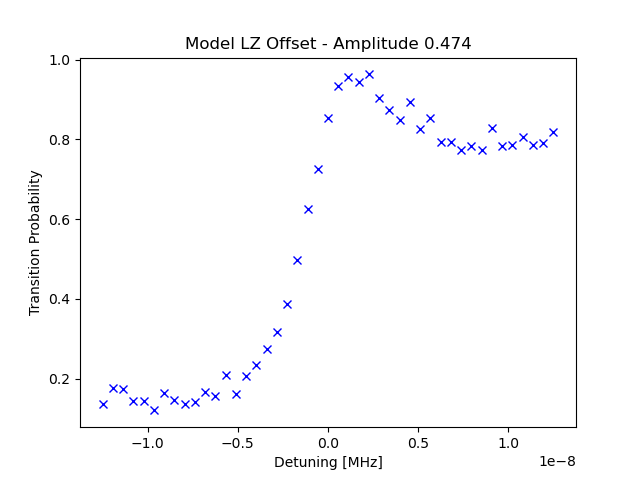 Model LZ Offset - Amplitude 0.474
Transition Probability
1.0
0.8
0.6
0.4
0.2
−1.0 −0.5 0.0 0.5 1.0
1e−8
Detuning [MHz]